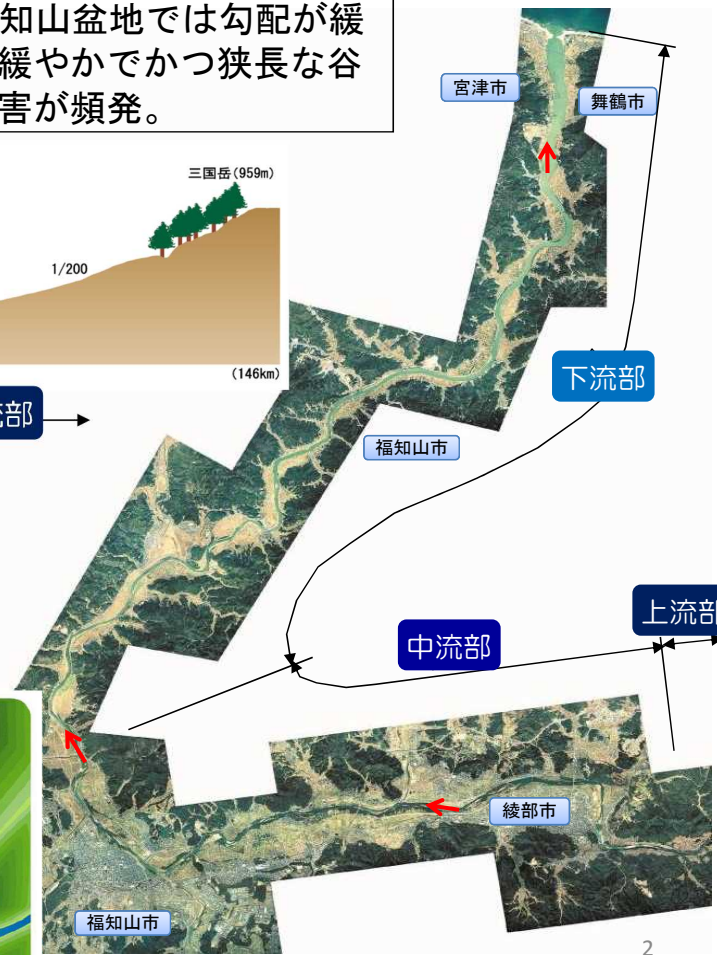 知山盆地では勾配が緩
緩やかでかつ狭長な谷
害が頻発。
三国岳(959m)
1/200
(146km)
宮津市
舞鶴市
下流部
流部
福知山市
中流部
上流部
綾部市
福知山市
2